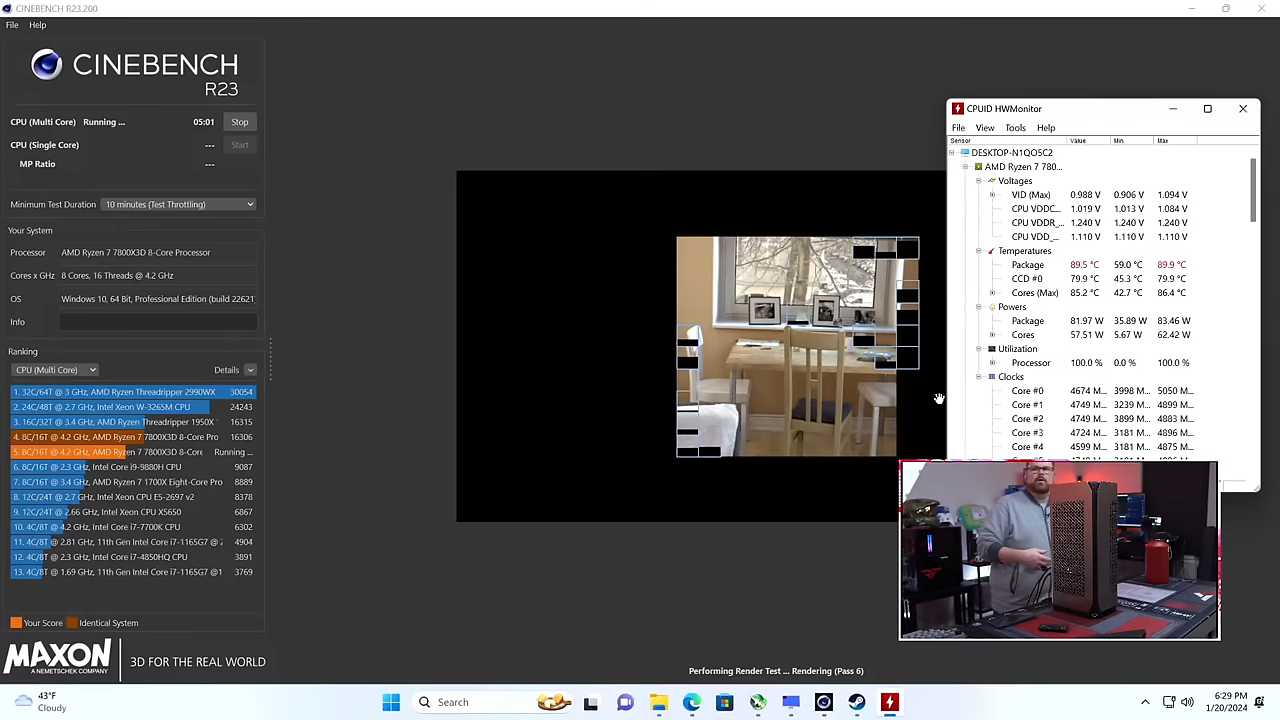 CINEBENCH R23.200
File Help
CINEBENCH
R23
CPU (Multi Core) Running ... 05:01 Stop
CPU (Single Core) --- Start
MP Ratio ---
Minimum Test Duration 10 minutes (Test Throttling)
Your System
Processor AMD Ryzen 7 7800X3D 8-Core Processor
Cores x GHz 8 Cores, 16 Threads @ 4.2 GHz
OS Windows 10, 64 Bit, Professional Edition (build 22621)
Info
Ranking
CPU (Multi Core) Details
1. 32C/64T @ 3 GHz, AMD Ryzen Threadripper 2990WX 30054
2. 24C/48T @ 2.7 GHz, Intel Xeon W-3265M CPU 24243
3. 16C/32T @ 3.4 GHz, AMD Ryzen Threadripper 1950X 16315
4. 8C/16T @ 4.2 GHz, AMD Ryzen 7 7800X3D 8-Core Pro 16306
5. 8C/16T @ 4.2 GHz, AMD Ryzen 7 7800X3D 8-Core Running ...
6. 8C/16T @ 2.3 GHz, Intel Core i9-9880H CPU 9087
7. 8C/16T @ 3.4 GHz, AMD Ryzen 7 1700X Eight-Core Pro 8889
8. 12C/24T @ 2.7 GHz, Intel Xeon CPU E5-2697 v2 8378
9. 12C/24T @ 2.66 GHz, Intel Xeon CPU X5650 6867
10. 4C/8T @ 4.2 GHz, Intel Core i7-7700K CPU 6302
11. 4C/8T @ 2.81 GHz, 11th Gen Intel Core i7-1165G7 @ 4904
12. 4C/8T @ 2.3 GHz, Intel Core i7-4850HQ CPU 3891
13. 4C/8T @ 1.69 GHz, 11th Gen Intel Core i7-1165G7 @1 3769
Your Score Identical System
MAXON
A NEMETSCHEK COMPANY
3D FOR THE REAL WORLD
Performing Render Test ... Rendering (Pass 6)
CPUID HWMonitor
File View Tools Help
Sensor Value Min Max
DESKTOP-N1QO5C2
AMD Ryzen 7 780...
Voltages
VID (Max) 0.988 V 0.906 V 1.094 V
CPU VDDC... 1.019 V 1.013 V 1.084 V
CPU VDDR_... 1.240 V 1.240 V 1.240 V
CPU VDD_... 1.110 V 1.110 V 1.110 V
Temperatures
Package 89.5 °C 59.0 °C 89.9 °C
CCD #0 79.9 °C 45.3 °C 79.9 °C
Cores (Max) 85.2 °C 42.7 °C 86.4 °C
Powers
Package 81.97 W 35.89 W 83.46 W
Cores 57.51 W 5.67 W 62.42 W
Utilization
Processor 100.0 % 0.0 % 100.0 %
Clocks
Core #0 4674 M... 3998 M... 5050 M...
Core #1 4749 M... 3239 M... 4899 M...
Core #2 4749 M... 3899 M... 4883 M...
Core #3 4724 M... 3181 M... 4896 M...
Core #4 4599 M... 3181 M... 4875 M...
43°F
Cloudy
Search
6:29 PM
1/20/2024